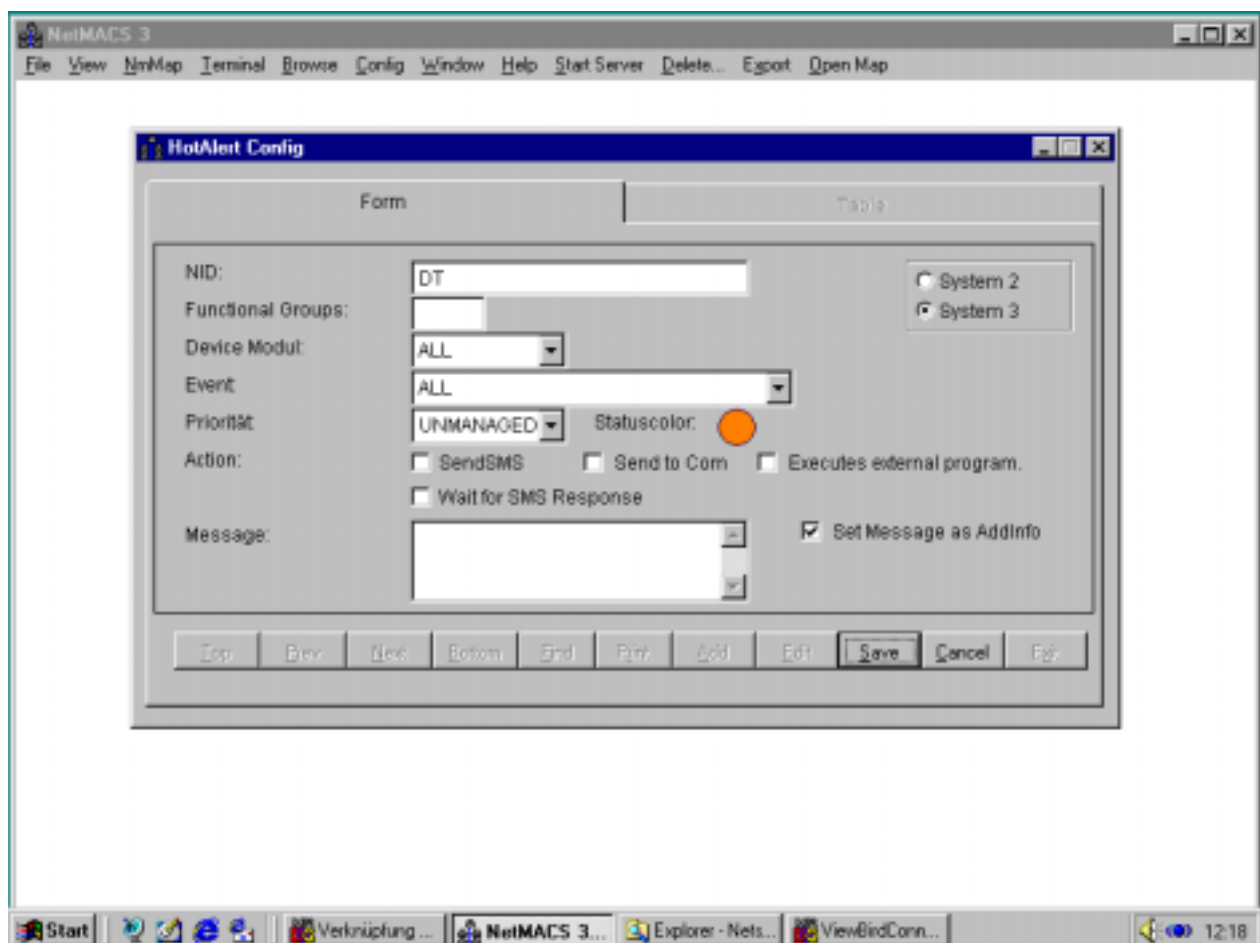 NetMACS 3
File View NmMap Terminal Browse Config Window Help Start Server Delete... Export Open Map
HotAlert Config
Form Table
NID: DT System 2
Functional Groups: System 3
Device Modul: ALL
Event: ALL
Priorität: UNMANAGED Statuscolor:
Action: SendSMS Send to Com Executes external program.
Wait for SMS Response
Message: Set Message as AddInfo
Top Prev Next Bottom Find Print Add Edit Save Cancel Exit
Start Verknüpfung ... NetMACS 3... Explorer - Nets... ViewBirdConn... 12:18